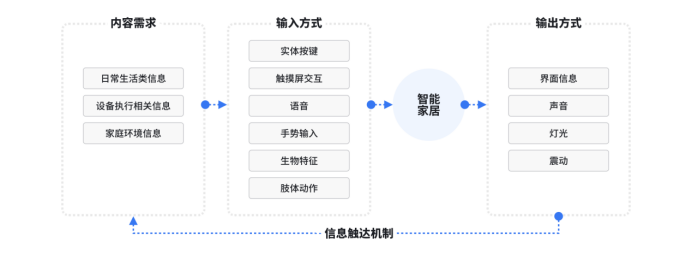 内容需求
日常生活类信息
设备执行相关信息
家庭环境信息
输入方式
实体按键
触摸屏交互
语音
手势输入
生物特征
肢体动作
智能
家居
输出方式
界面信息
声音
灯光
震动
信息触达机制